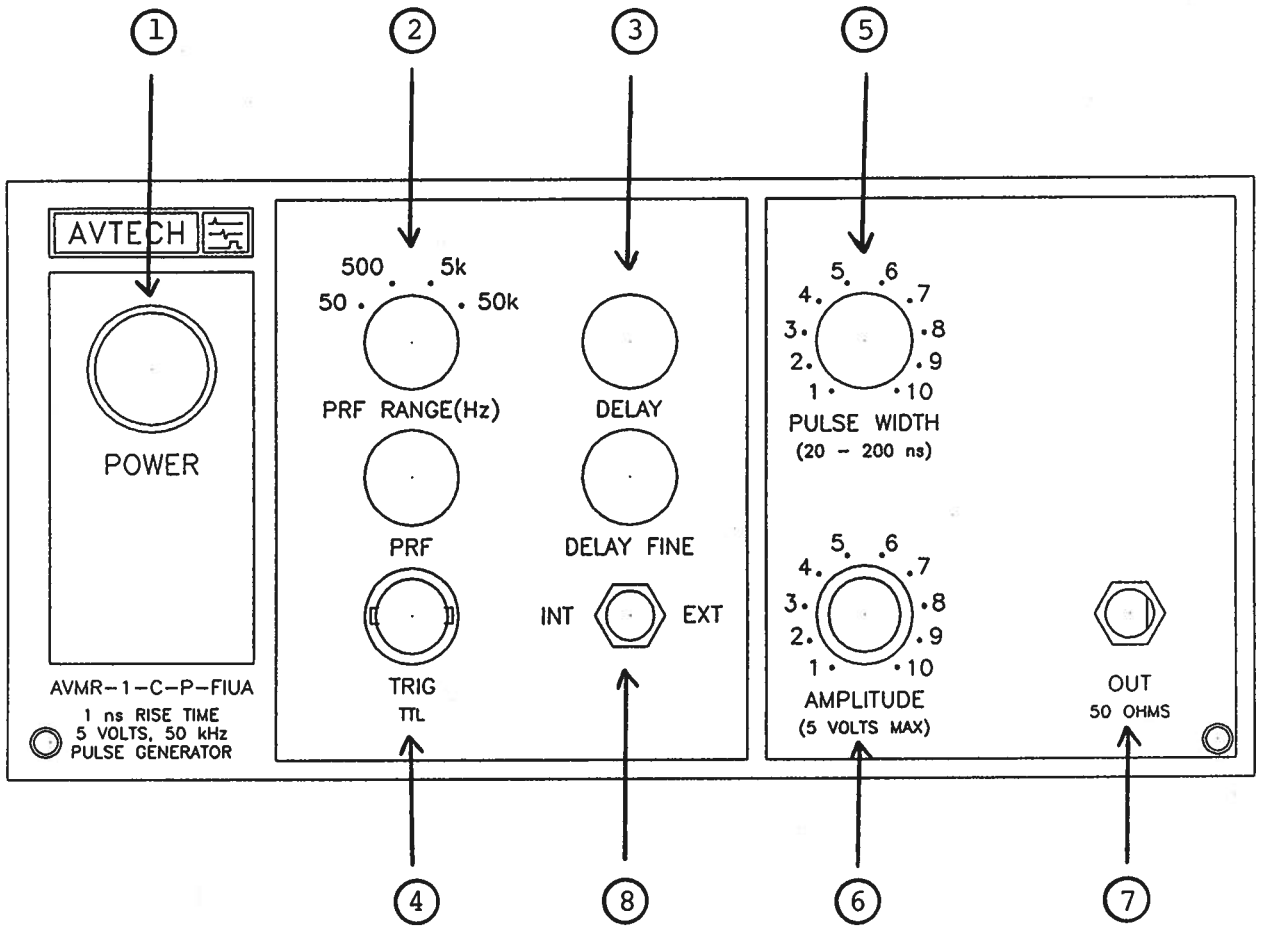 1
2
3
5
AVTECH
POWER
AVMR-1-C-P-FIUA
1 ns RISE TIME
5 VOLTS, 50 kHz
PULSE GENERATOR
50 500 5k 50k
PRF RANGE(Hz)
PRF
TRIG
TTL
DELAY
DELAY FINE
INT EXT
1 2 3 4 5 6 7 8 9 10
PULSE WIDTH
(20 - 200 ns)
1 2 3 4 5 6 7 8 9 10
AMPLITUDE
(5 VOLTS MAX)
OUT
50 OHMS
4
8
6
7